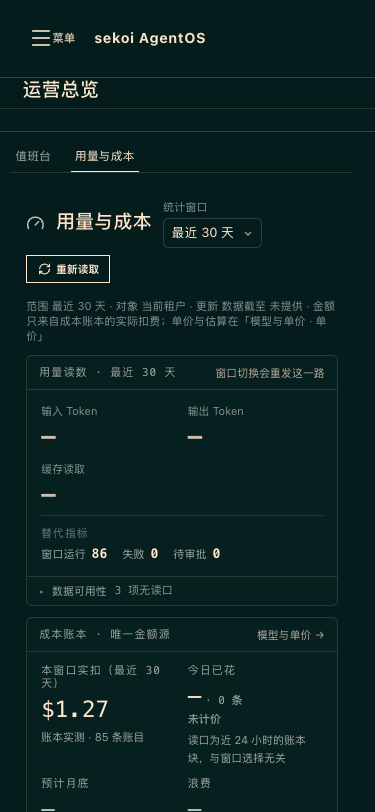 菜单 sekoi AgentOS
运营总览
值班台 用量与成本
统计窗口
用量与成本 最近 30 天
重新读取
范围 最近 30 天 · 对象 当前租户 · 更新 数据截至 未提供 · 金额
只来自成本账本的实际扣费；单价与估算在「模型与单价 · 单
价」
用量读数 · 最近 30 天 窗口切换会重发这一路
输入 Token 输出 Token
— —
缓存读取
—
替代指标
窗口运行 86 失败 0 待审批 0
• 数据可用性 3 项无读口
成本账本 · 唯一金额源 模型与单价 →
本窗口实扣（最近 30
天）
$1.27
账本实测 · 85 条账目
今日已花
— · 0 条
未计价
读口为近 24 小时的账本
块，与窗口选择无关
预计月底 浪费
— —